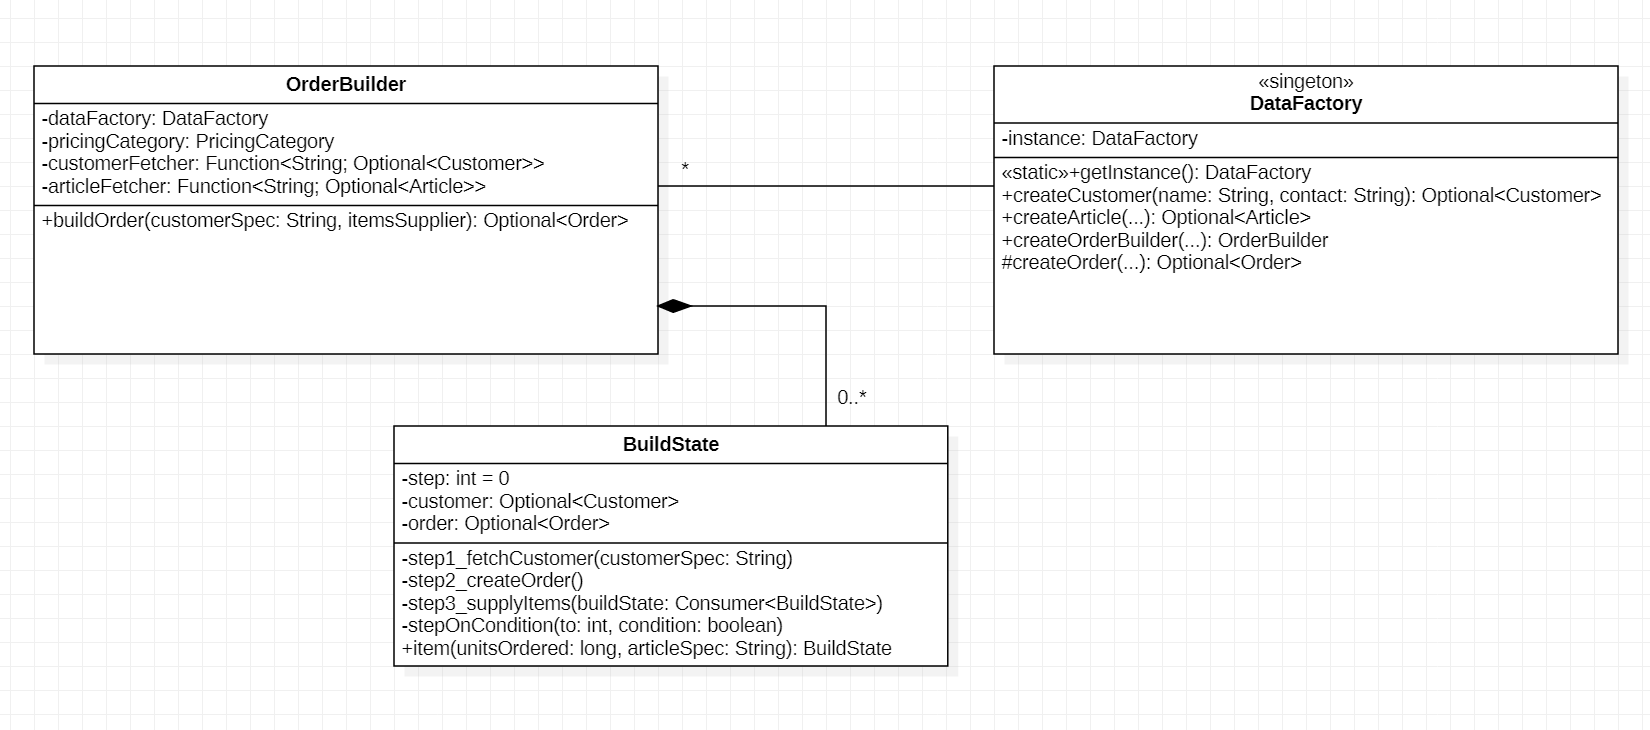 OrderBuilder
-dataFactory: DataFactory
-pricingCategory: PricingCategory
-customerFetcher: Function<String; Optional<Customer>>
-articleFetcher: Function<String; Optional<Article>>
+buildOrder(customerSpec: String, itemsSupplier): Optional<Order>
*
«singeton»
DataFactory
-instance: DataFactory
«static»+getInstance(): DataFactory
+createCustomer(name: String, contact: String): Optional<Customer>
+createArticle(...): Optional<Article>
+createOrderBuilder(...): OrderBuilder
#createOrder(...): Optional<Order>
0..*
BuildState
-step: int = 0
-customer: Optional<Customer>
-order: Optional<Order>
-step1_fetchCustomer(customerSpec: String)
-step2_createOrder()
-step3_supplyItems(buildState: Consumer<BuildState>)
-stepOnCondition(to: int, condition: boolean)
+item(unitsOrdered: long, articleSpec: String): BuildState